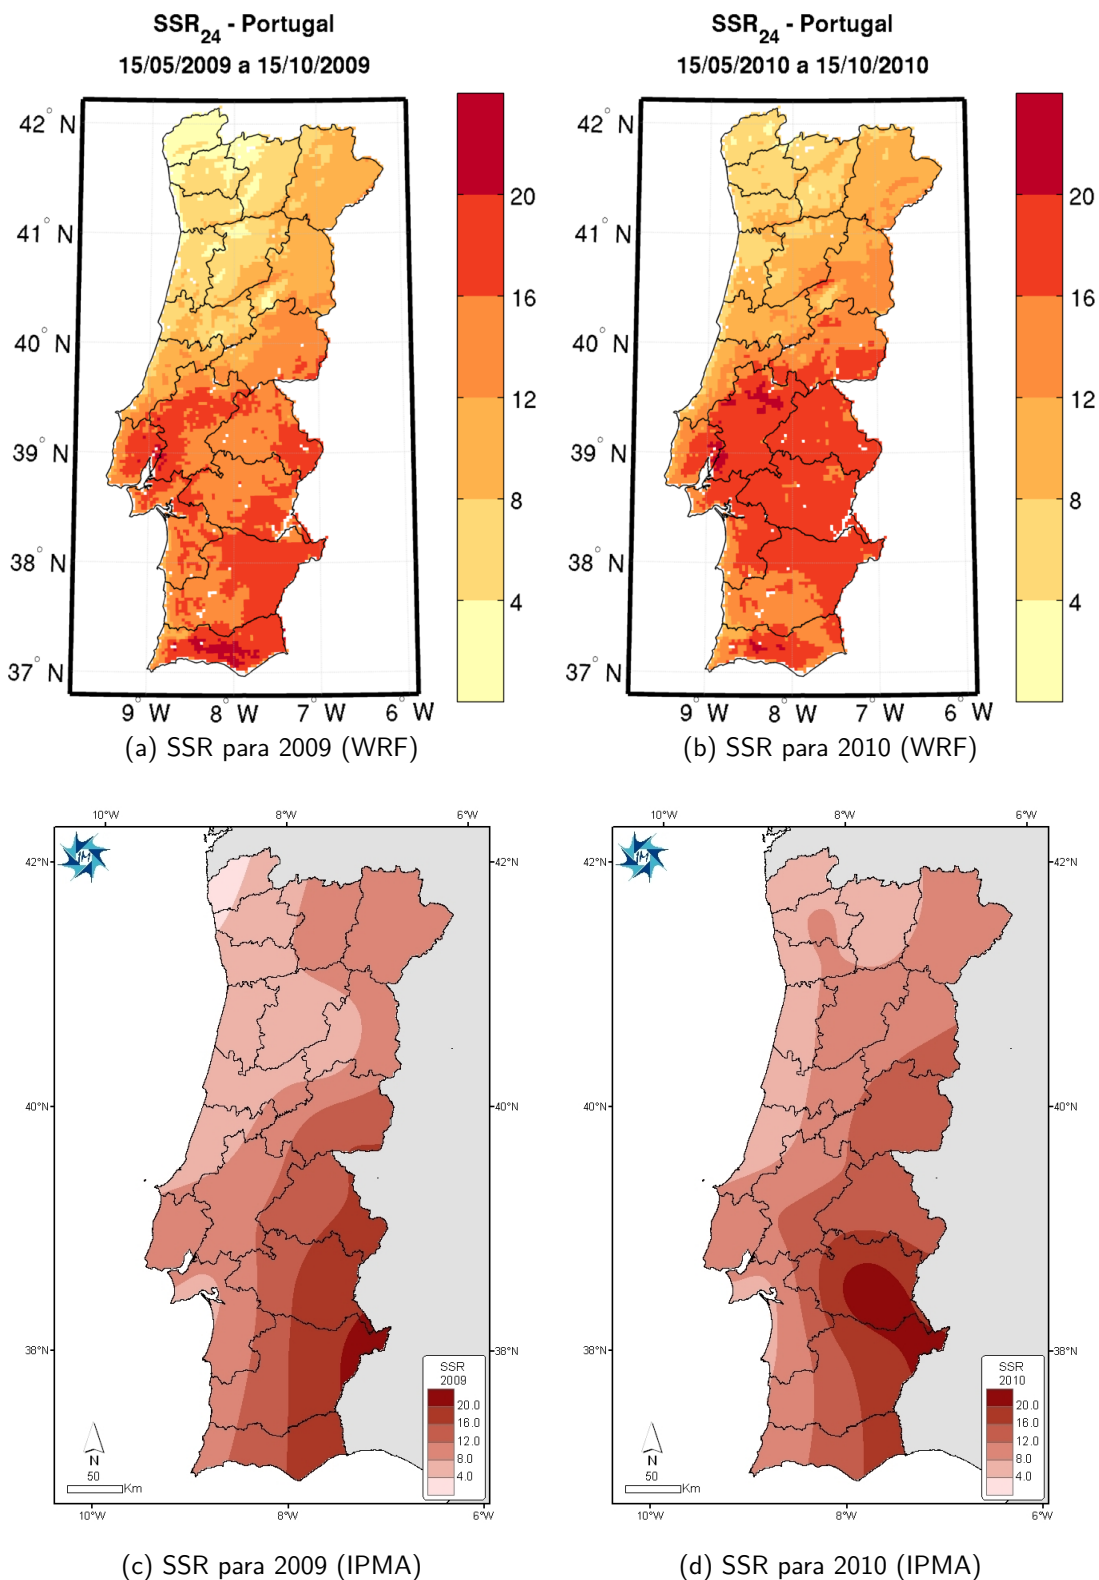 SSR24 - Portugal
15/05/2009 a 15/10/2009
42° N
41° N
40° N
39° N
38° N
37° N
9° W
8° W
7° W
6° W
20
16
12
8
4
(a) SSR para 2009 (WRF)
SSR24 - Portugal
15/05/2010 a 15/10/2010
42° N
41° N
40° N
39° N
38° N
37° N
9° W
8° W
7° W
6° W
20
16
12
8
4
(b) SSR para 2010 (WRF)
10°W
8°W
6°W
IM
42°N
42°N
40°N
40°N
38°N
38°N
SSR
2009
20.0
16.0
12.0
8.0
4.0
N
50
Km
10°W
8°W
6°W
(c) SSR para 2009 (IPMA)
10°W
8°W
6°W
IM
42°N
42°N
40°N
40°N
38°N
38°N
SSR
2010
20.0
16.0
12.0
8.0
4.0
N
50
Km
10°W
8°W
6°W
(d) SSR para 2010 (IPMA)